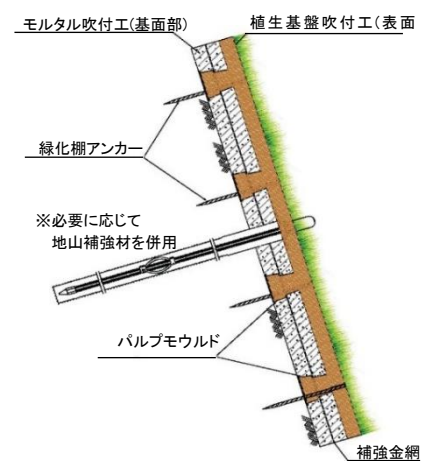 モルタル吹付工(基面部)
植生基盤吹付工(表面
緑化棚アンカー
※必要に応じて
地山補強材を併用
パルプモウルド
補強金網